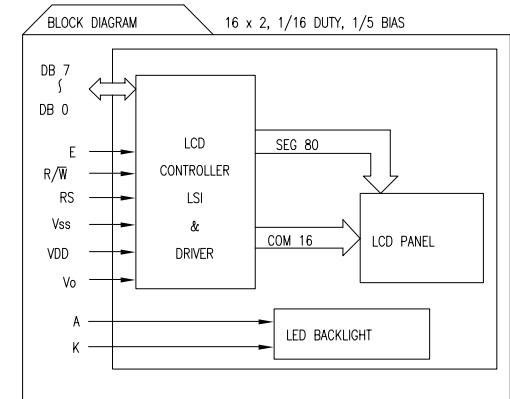 BLOCK DIAGRAM
16 x 2, 1/16 DUTY, 1/5 BIAS
DB 7
∫
DB 0
E
R/W̅
RS
Vss
VDD
Vo
A
K
LCD
CONTROLLER
LSI
&
DRIVER
SEG 80
COM 16
LCD PANEL
LED BACKLIGHT